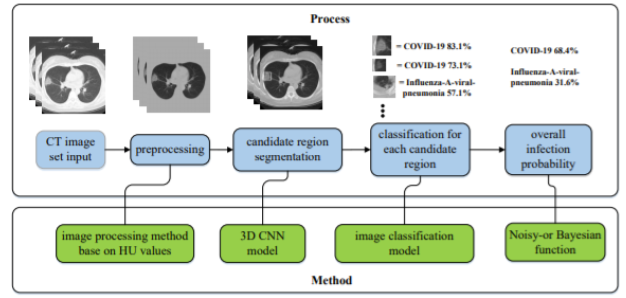 Process
= COVID-19 83.1%
= COVID-19 73.1%
= Influenza-A-viral-
pneumonia 57.1%
COVID-19 68.4%
Influenza-A-viral-
pneumonia 31.6%
CT image
set input
preprocessing
candidate region
segmentation
classification for
each candidate
region
overall
infection
probability
image processing method
base on HU values
3D CNN
model
image classification
model
Noisy-or Bayesian
function
Method